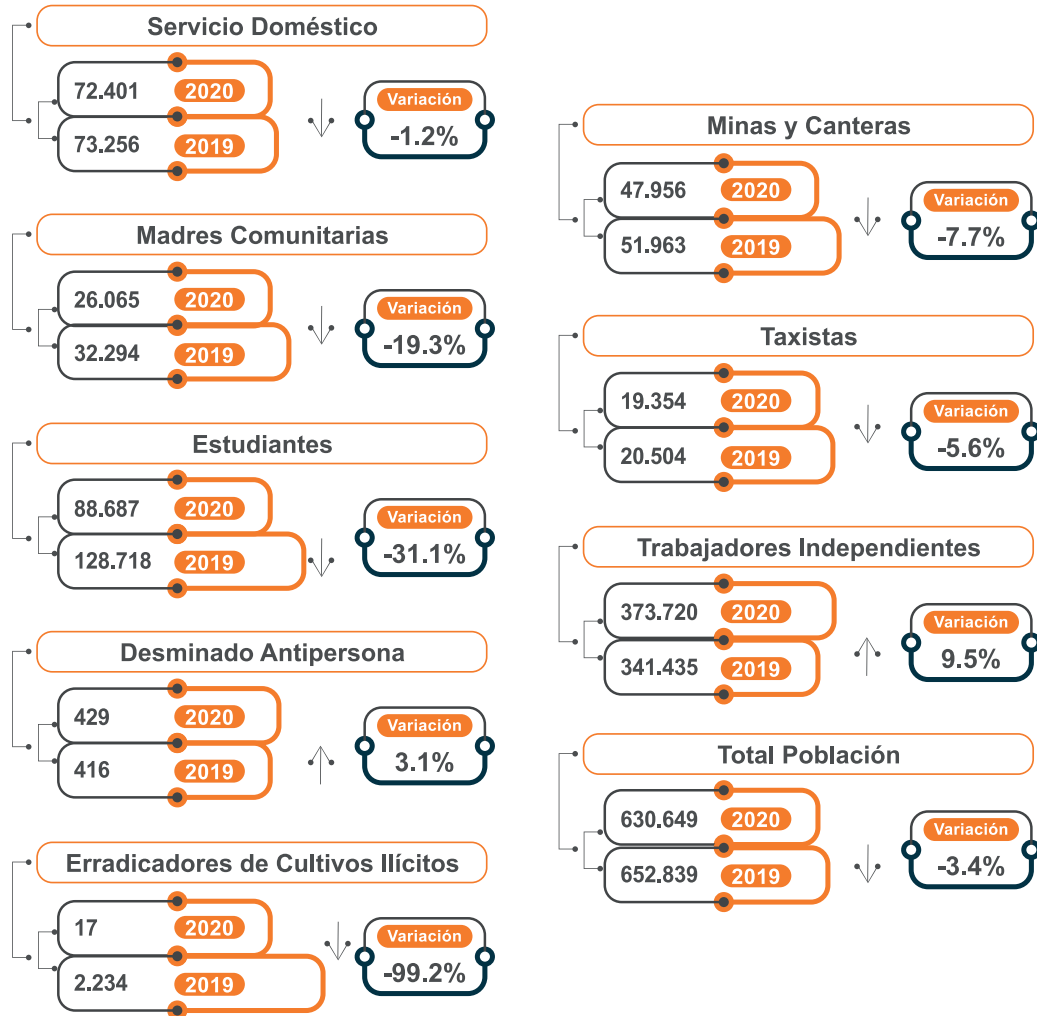 Servicio Doméstico
72.401 2020
73.256 2019
Variación
-1.2%
Madres Comunitarias
26.065 2020
32.294 2019
Variación
-19.3%
Estudiantes
88.687 2020
128.718 2019
Variación
-31.1%
Desminado Antipersona
429 2020
416 2019
Variación
3.1%
Erradicadores de Cultivos Ilícitos
17 2020
2.234 2019
Variación
-99.2%
Minas y Canteras
47.956 2020
51.963 2019
Variación
-7.7%
Taxistas
19.354 2020
20.504 2019
Variación
-5.6%
Trabajadores Independientes
373.720 2020
341.435 2019
Variación
9.5%
Total Población
630.649 2020
652.839 2019
Variación
-3.4%